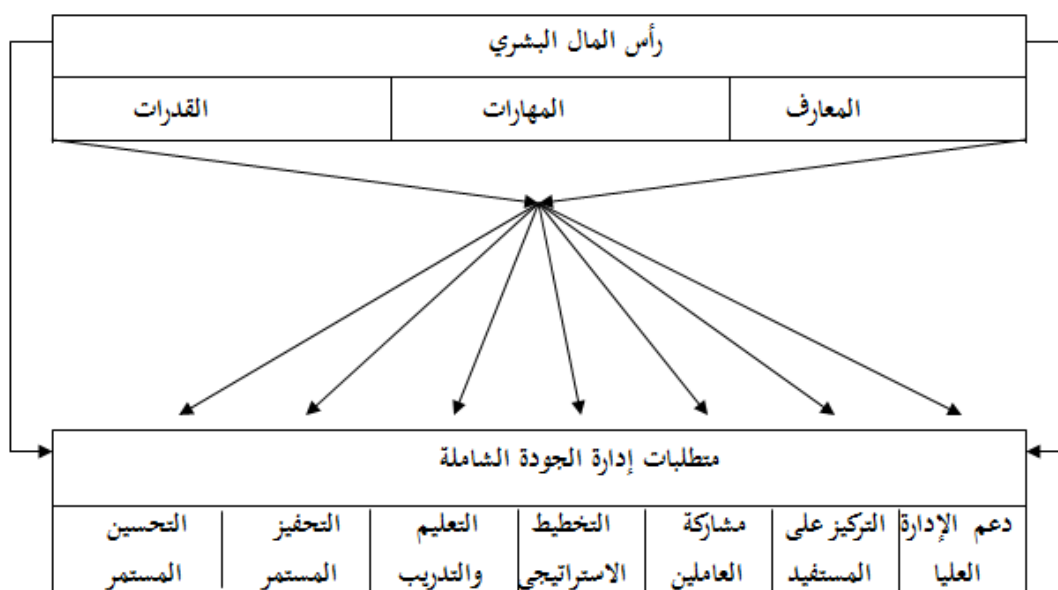 رأس المال البشري
المعارف المهارات القدرات
متطلبات إدارة الجودة الشاملة
دعم الإدارة التركيز على مشاركة التخطيط التعليم التحفيز التحسين
العليا المستفيد العاملين الاستراتيجي والتدريب المستمر المستمر